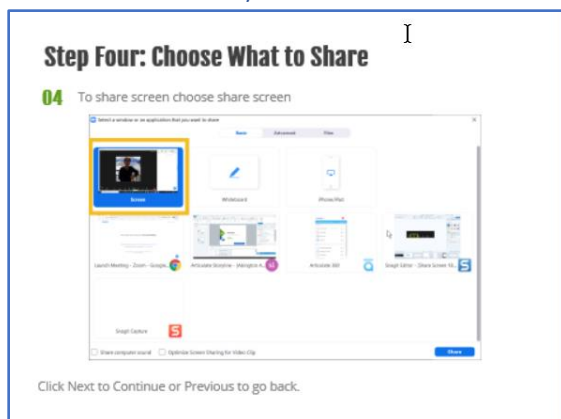 Step Four: Choose What to Share
04 To share screen choose share screen
Select a window or an application that you want to share
Basic Advanced Files
Screen Whiteboard iPhone/iPad
Launch Meeting - Zoom - Google... Articulate Storyline - Articulate 360 Snagit Editor -
Snagit Capture
Share computer sound Optimize Screen Sharing for Video Clip Share
Click Next to Continue or Previous to go back.